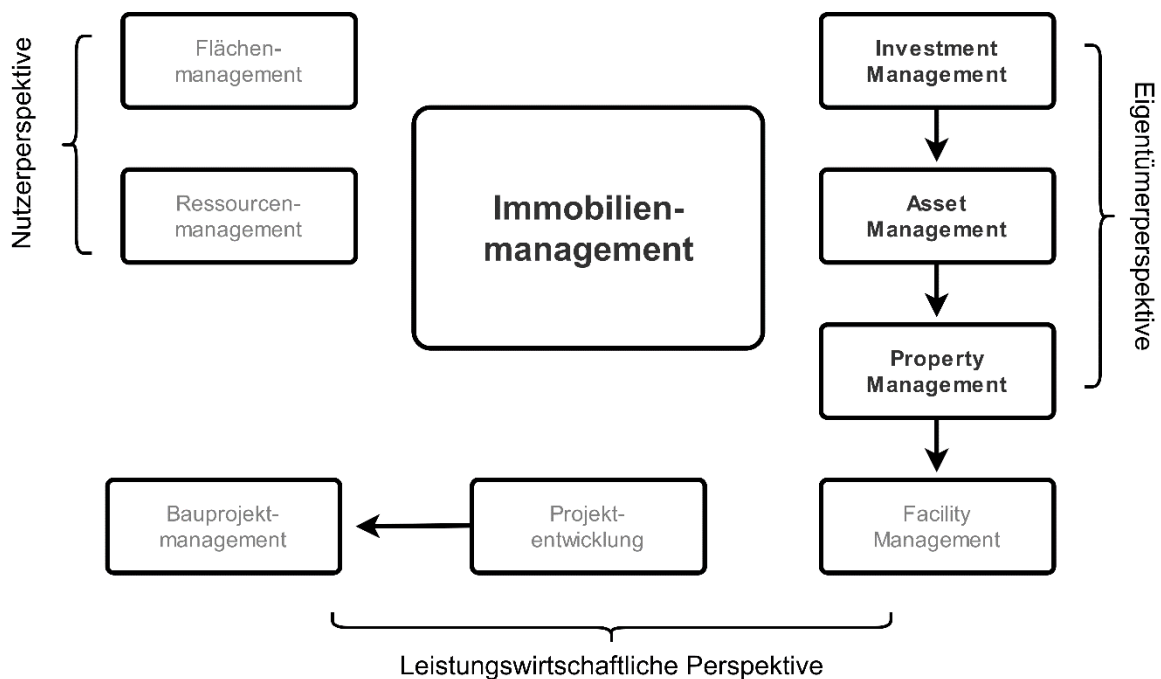 Nutzerperspektive
Flächen-
management
Ressourcen-
management
Immobilien-
management
Investment
Management
Asset
Management
Property
Management
Eigentümerperspektive
Bauprojekt-
management
Projekt-
entwicklung
Facility
Management
Leistungswirtschaftliche Perspektive